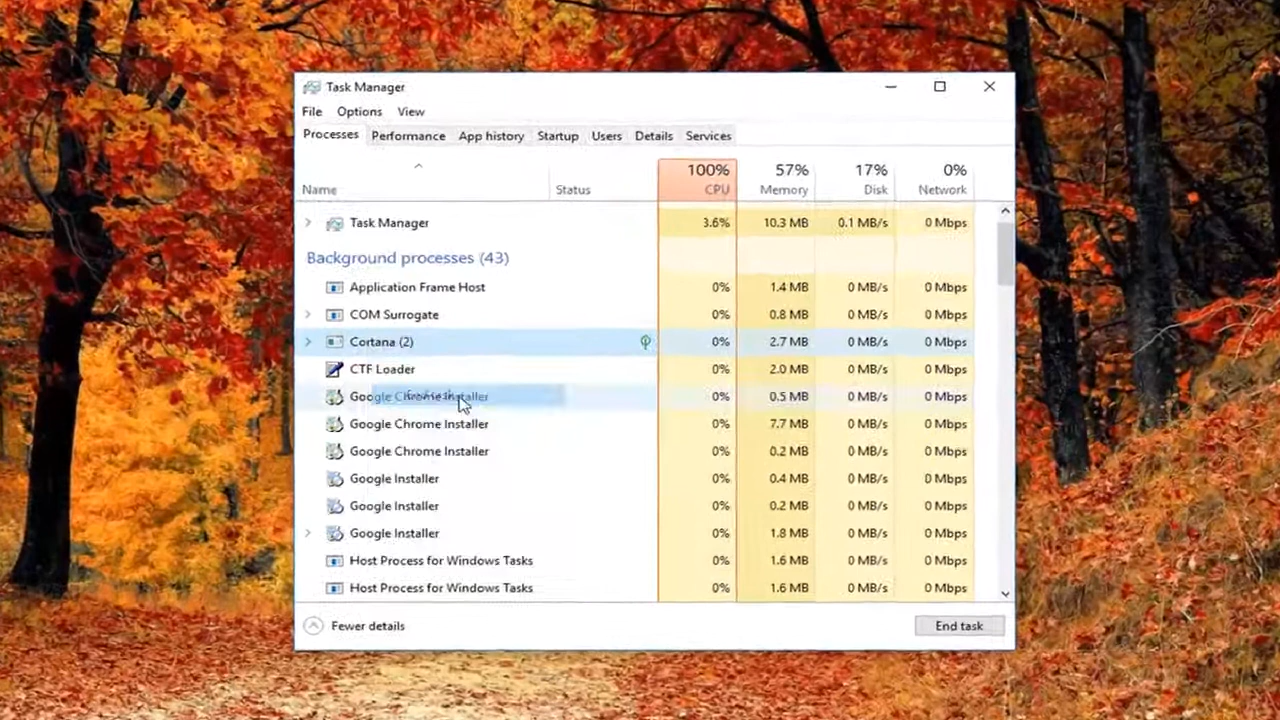 Task Manager
File Options View
Processes Performance App history Startup Users Details Services
100% 57% 17% 0%
Name Status CPU Memory Disk Network
Task Manager 3.6% 10.3 MB 0.1 MB/s 0 Mbps
Background processes (43)
Application Frame Host 0% 1.4 MB 0 MB/s 0 Mbps
COM Surrogate 0% 0.8 MB 0 MB/s 0 Mbps
Cortana (2) 0% 2.7 MB 0 MB/s 0 Mbps
CTF Loader 0% 2.0 MB 0 MB/s 0 Mbps
Google Chrome Installer 0% 0.5 MB 0 MB/s 0 Mbps
Google Chrome Installer 0% 7.7 MB 0 MB/s 0 Mbps
Google Chrome Installer 0% 0.2 MB 0 MB/s 0 Mbps
Google Installer 0% 0.4 MB 0 MB/s 0 Mbps
Google Installer 0% 0.2 MB 0 MB/s 0 Mbps
Google Installer 0% 1.8 MB 0 MB/s 0 Mbps
Host Process for Windows Tasks 0% 1.6 MB 0 MB/s 0 Mbps
Host Process for Windows Tasks 0% 1.6 MB 0 MB/s 0 Mbps
Fewer details End task